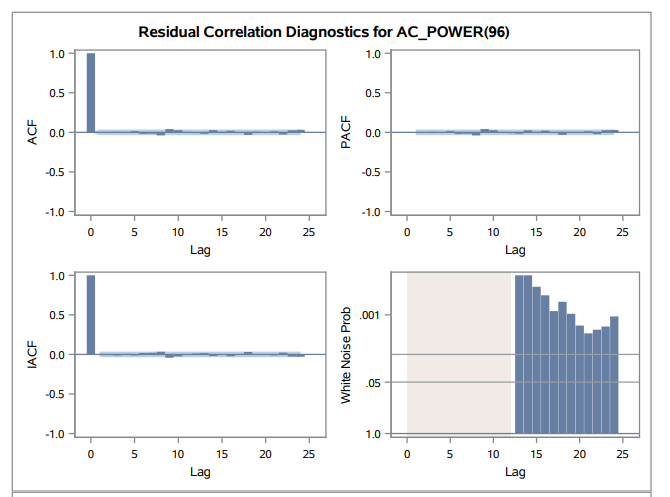 Residual Correlation Diagnostics for AC_POWER(96)
1.0
0.5
0.0
-0.5
-1.0
ACF
0 5 10 15 20 25
Lag
1.0
0.5
0.0
-0.5
-1.0
PACF
0 5 10 15 20 25
Lag
1.0
0.5
0.0
-0.5
-1.0
IACF
0 5 10 15 20 25
Lag
.001
.05
1.0
White Noise Prob
0 5 10 15 20 25
Lag